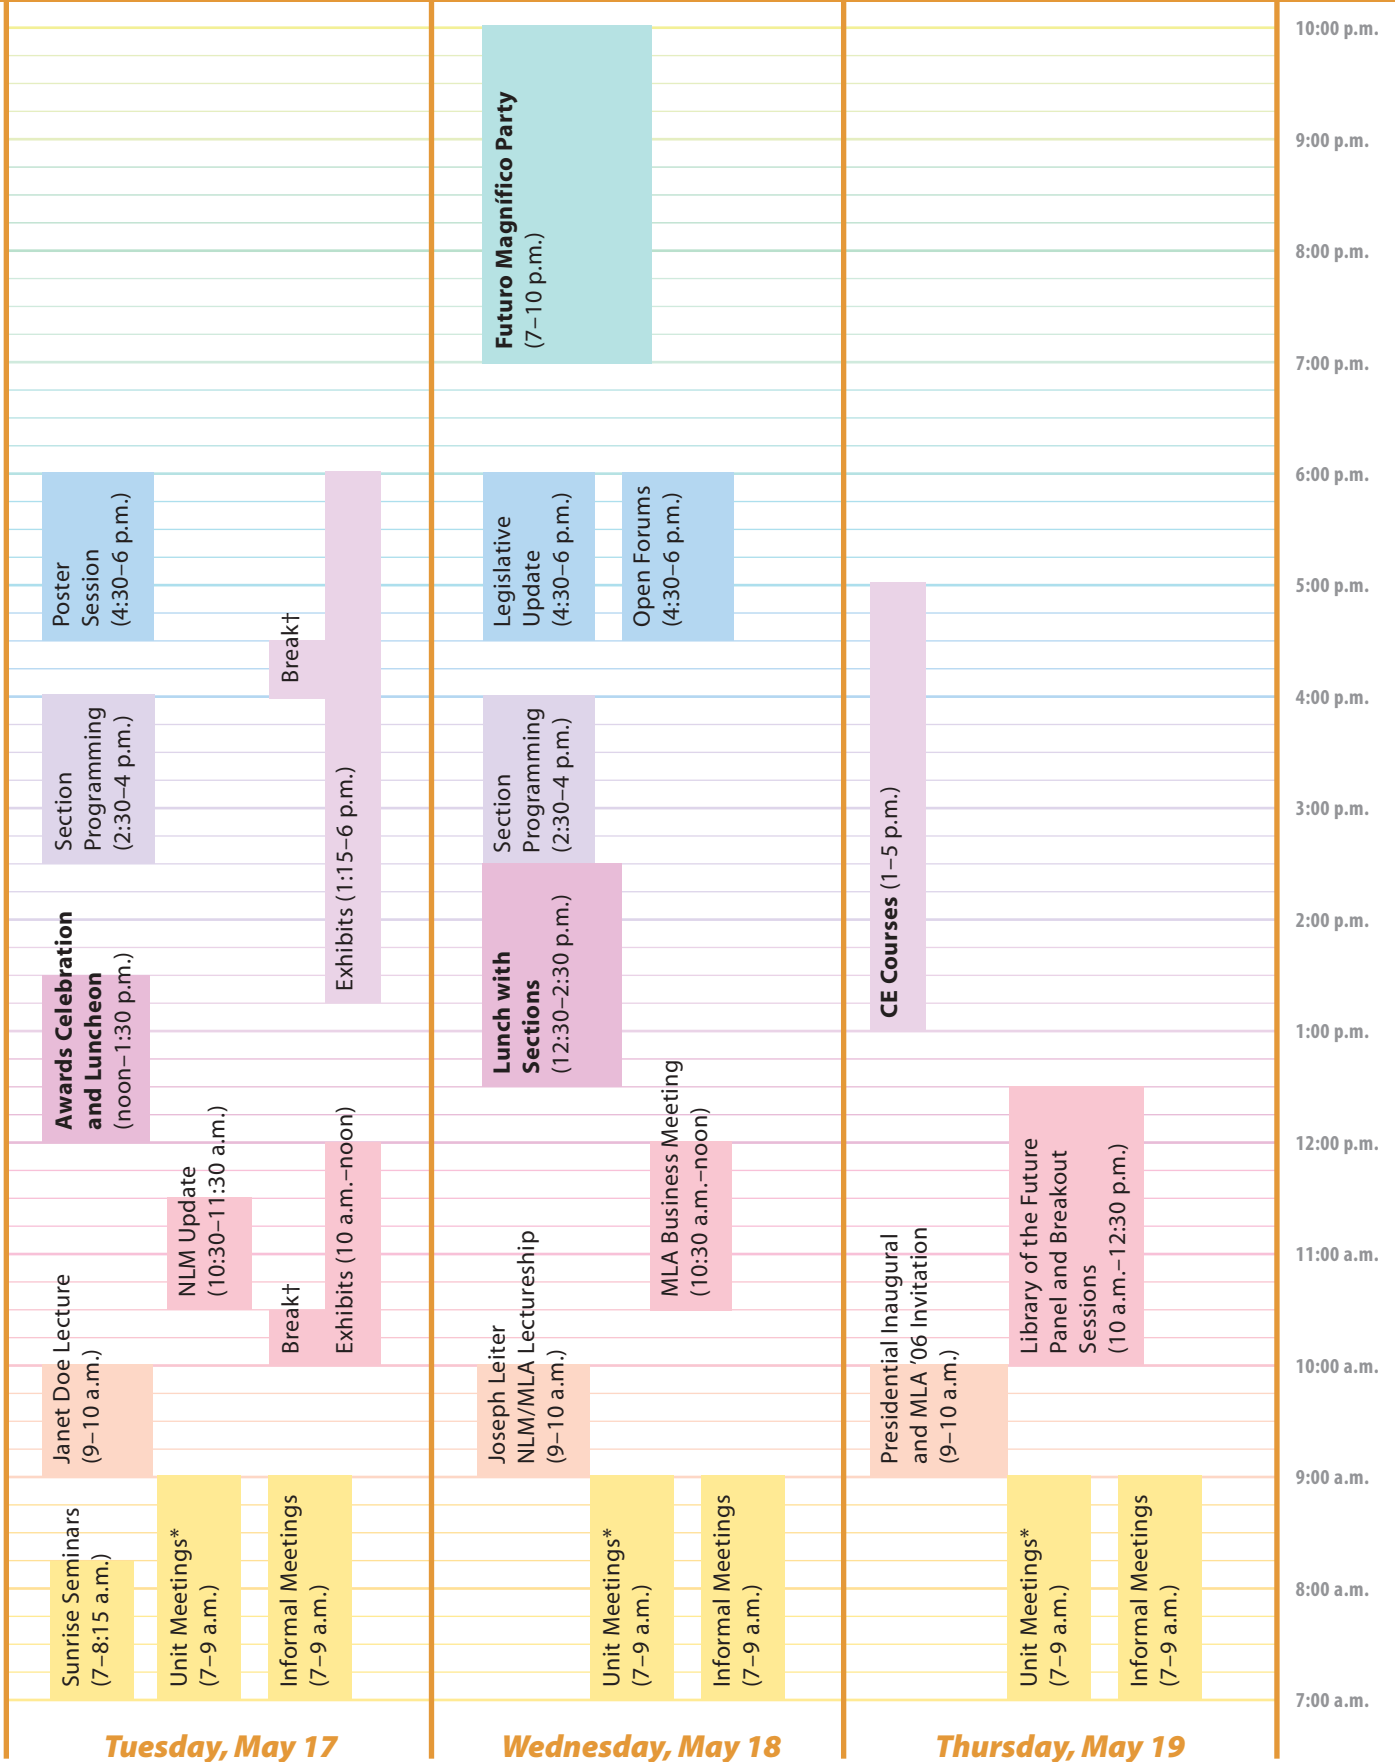 10:00 p.m.
9:00 p.m.
8:00 p.m.
7:00 p.m.
6:00 p.m.
5:00 p.m.
4:00 p.m.
3:00 p.m.
2:00 p.m.
1:00 p.m.
12:00 p.m.
11:00 a.m.
10:00 a.m.
9:00 a.m.
8:00 a.m.
7:00 a.m.
Tuesday, May 17
Sunrise Seminars
(7–8:15 a.m.)
Unit Meetings*
(7–9 a.m.)
Informal Meetings
(7–9 a.m.)
Janet Doe Lecture
(9–10 a.m.)
NLM Update
(10:30–11:30 a.m.)
Break†
Exhibits (10 a.m.–noon)
Awards Celebration
and Luncheon
(noon–1:30 p.m.)
Exhibits (1:15–6 p.m.)
Section
Programming
(2:30–4 p.m.)
Break†
Poster
Session
(4:30–6 p.m.)
Wednesday, May 18
Unit Meetings*
(7–9 a.m.)
Informal Meetings
(7–9 a.m.)
Joseph Leiter
NLM/MLA Lectureship
(9–10 a.m.)
MLA Business Meeting
(10:30 a.m.–noon)
Lunch with
Sections
(12:30–2:30 p.m.)
Section
Programming
(2:30–4 p.m.)
Legislative
Update
(4:30–6 p.m.)
Open Forums
(4:30–6 p.m.)
Futuro Magnífico Party
(7–10 p.m.)
Thursday, May 19
Unit Meetings*
(7–9 a.m.)
Informal Meetings
(7–9 a.m.)
Presidential Inaugural
and MLA ’06 Invitation
(9–10 a.m.)
Library of the Future
Panel and Breakout
Sessions
(10 a.m.–12:30 p.m.)
CE Courses (1–5 p.m.)